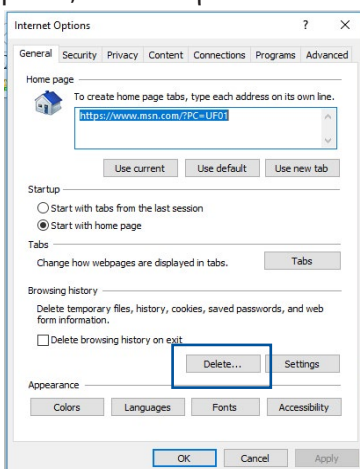 Internet Options ? X
General Security Privacy Content Connections Programs Advanced
Home page
To create home page tabs, type each address on its own line.
https://www.msn.com/?PC=UF01
Use current Use default Use new tab
Startup
Start with tabs from the last session
Start with home page
Tabs
Change how webpages are displayed in tabs. Tabs
Browsing history
Delete temporary files, history, cookies, saved passwords, and web
form information.
Delete browsing history on exit
Delete... Settings
Appearance
Colors Languages Fonts Accessibility
OK Cancel Apply